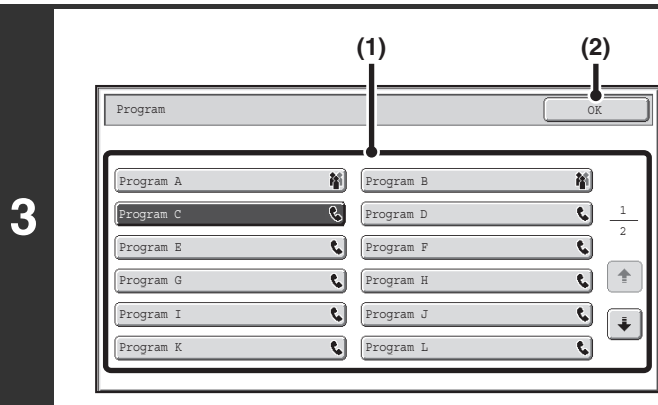 (1) (2)
Program OK
Program A Program B
3
Program C Program D 1
2
Program E Program F
Program G Program H
Program I Program J
Program K Program L